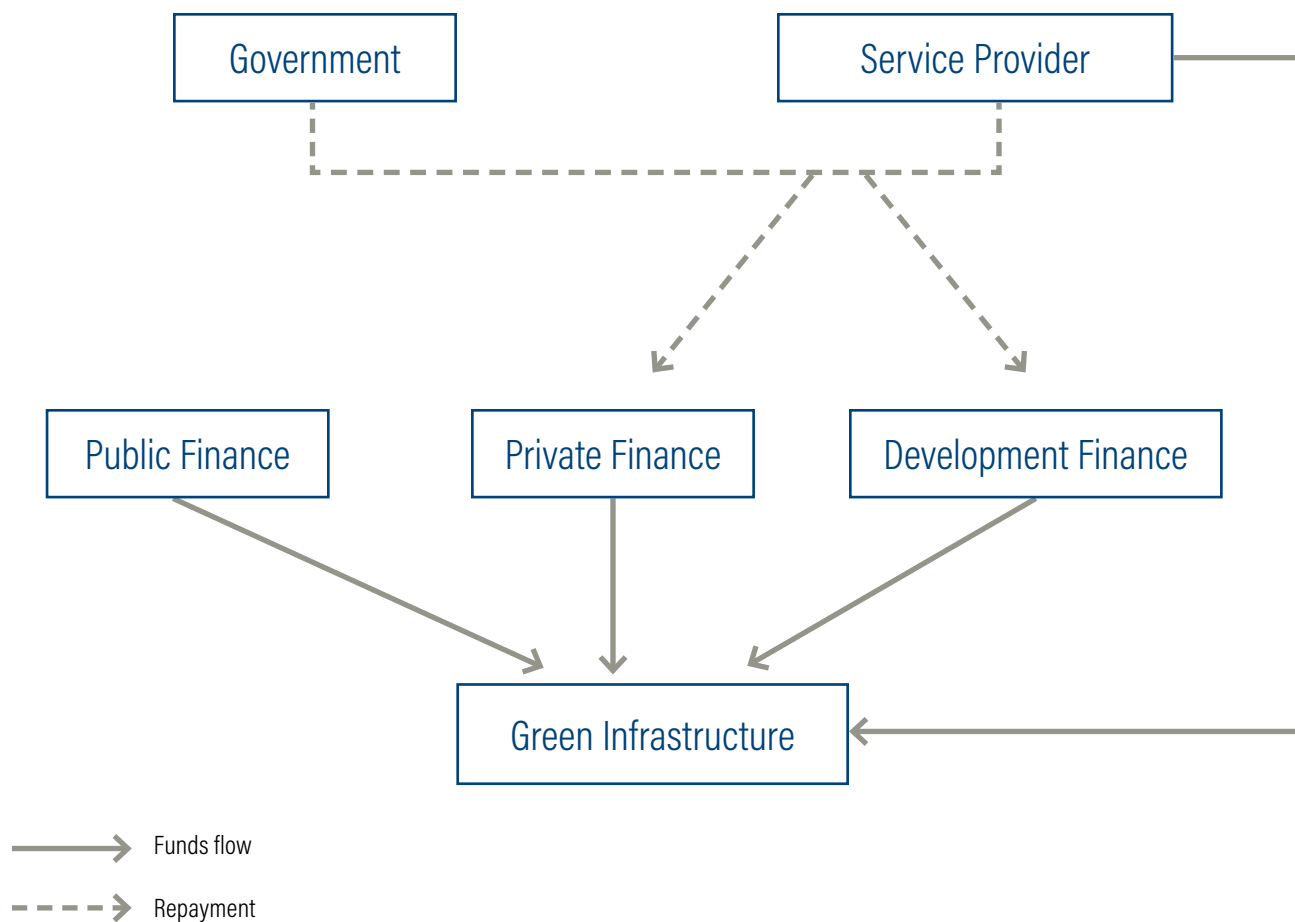 Government
Service Provider
Public Finance
Private Finance
Development Finance
Green Infrastructure
Funds flow
Repayment